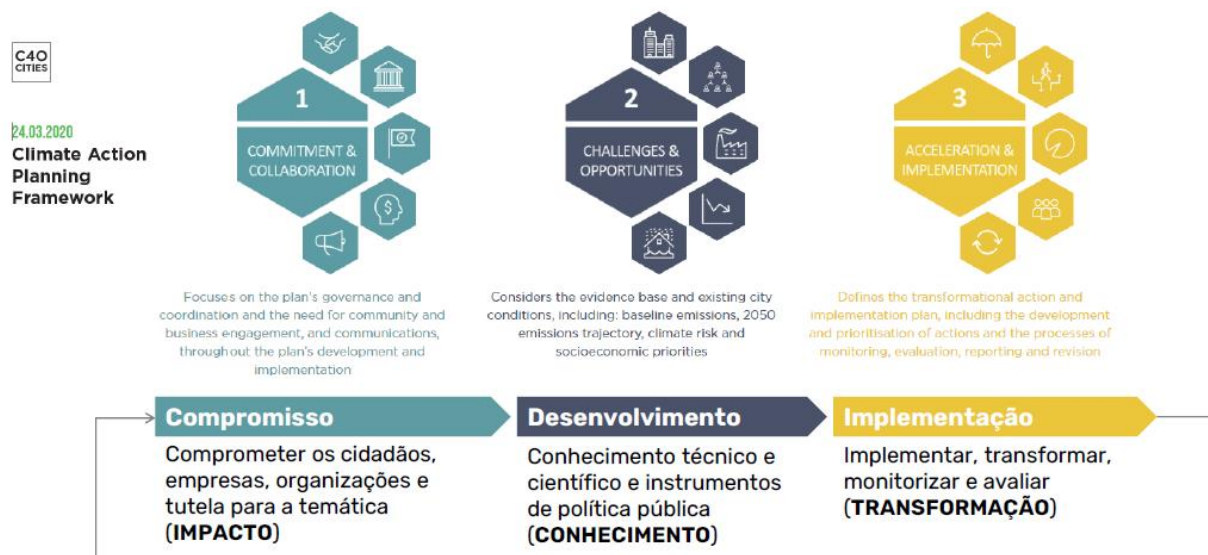 C40
CITIES
24.03.2020
Climate Action
Planning
Framework
1
COMMITMENT &
COLLABORATION
$
Focuses on the plan's governance and
coordination and the need for community and
business engagement, and communications,
throughout the plan's development and
implementation
2
CHALLENGES &
OPPORTUNITIES
Considers the evidence base and existing city
conditions, including: baseline emissions, 2050
emissions trajectory, climate risk and
socioeconomic priorities
3
ACCELERATION &
IMPLEMENTATION
Defines the transformational action and
implementation plan, including the development
and prioritisation of actions and the processes of
monitoring, evaluation, reporting and revision
Compromisso
Comprometer os cidadãos,
empresas, organizações e
tutela para a temática
(IMPACTO)
Desenvolvimento
Conhecimento técnico e
científico e instrumentos
de política pública
(CONHECIMENTO)
Implementação
Implementar, transformar,
monitorizar e avaliar
(TRANSFORMAÇÃO)